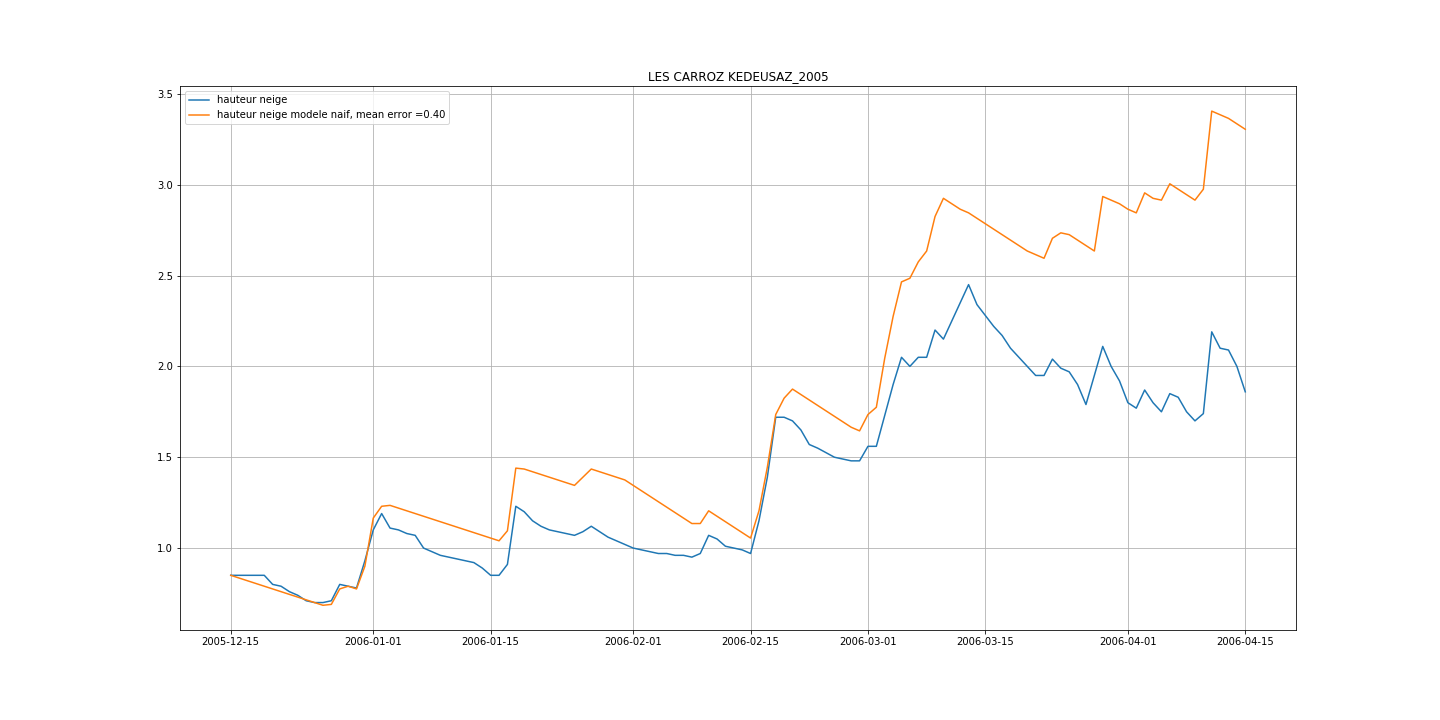 LES CARROZ KEDEUSAZ_2005
hauteur neige
hauteur neige modele naif, mean error =0.40
3.5
3.0
2.5
2.0
1.5
1.0
2005-12-15 2006-01-01 2006-01-15 2006-02-01 2006-02-15 2006-03-01 2006-03-15 2006-04-01 2006-04-15